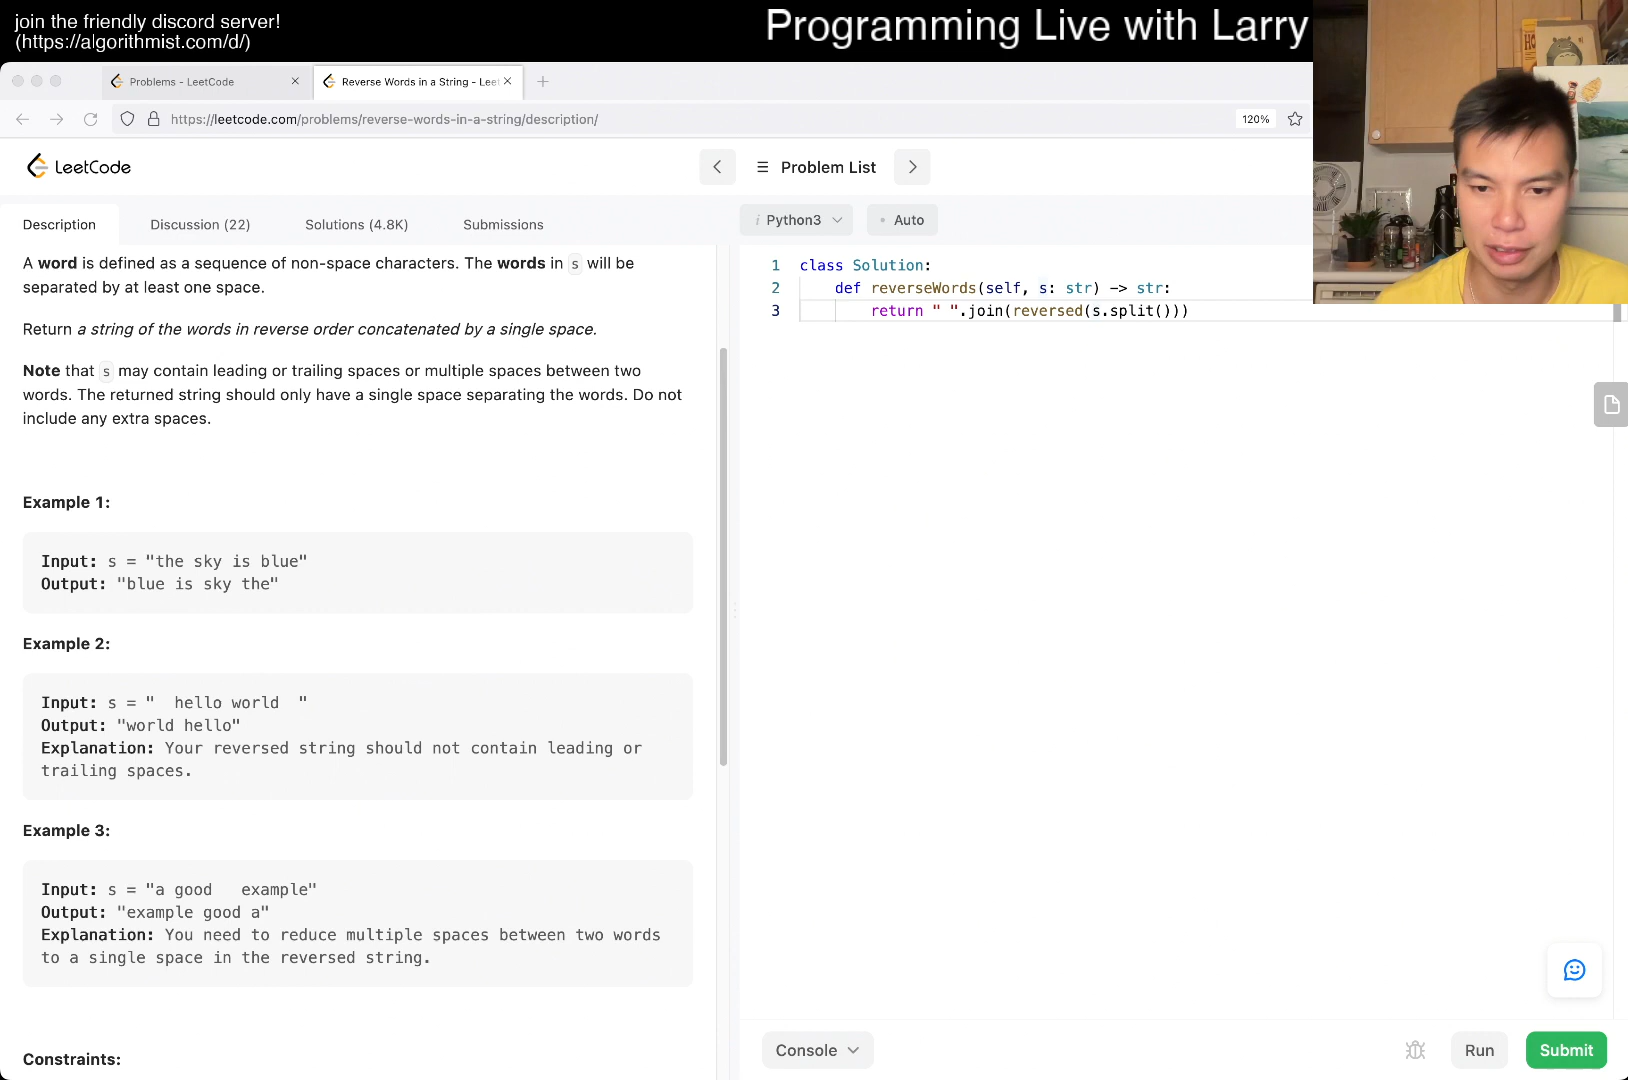 join the friendly discord server!
(https://algorithmist.com/d/)
Programming Live with Larry
Problems - LeetCode
Reverse Words in a String - Leet
https://leetcode.com/problems/reverse-words-in-a-string/description/
120%
LeetCode
Problem List
Description
Discussion (22)
Solutions (4.8K)
Submissions
i Python3
Auto
A word is defined as a sequence of non-space characters. The words in s will be
separated by at least one space.
Return a string of the words in reverse order concatenated by a single space.
Note that s may contain leading or trailing spaces or multiple spaces between two
words. The returned string should only have a single space separating the words. Do not
include any extra spaces.
Example 1:
Input: s = "the sky is blue"
Output: "blue is sky the"
Example 2:
Input: s = "  hello world  "
Output: "world hello"
Explanation: Your reversed string should not contain leading or
trailing spaces.
Example 3:
Input: s = "a good   example"
Output: "example good a"
Explanation: You need to reduce multiple spaces between two words
to a single space in the reversed string.
Constraints:
1 class Solution:
2     def reverseWords(self, s: str) -> str:
3         return " ".join(reversed(s.split()))
Console
Run
Submit